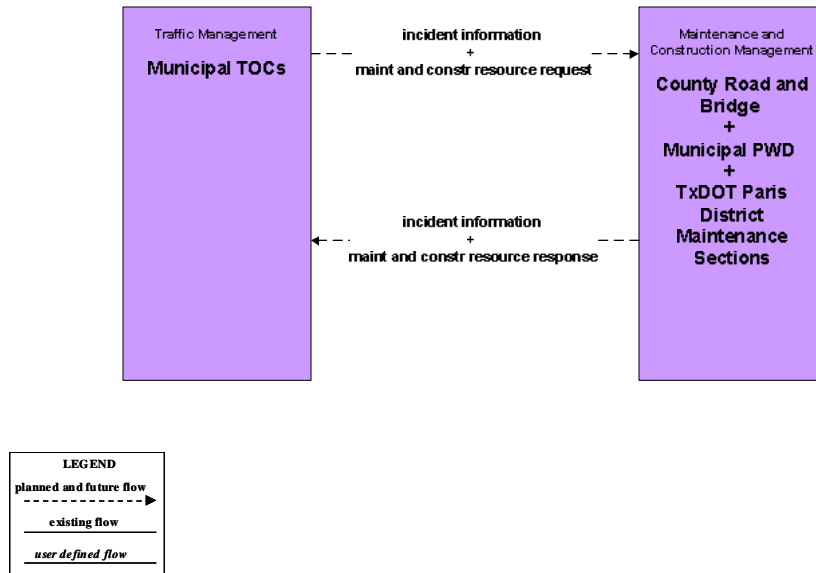 Traffic Management
Municipal TOCs
incident information
+
maint and constr resource request
Maintenance and
Construction Management
County Road and
Bridge
+
Municipal PWD
+
TxDOT Paris
District
Maintenance
Sections
incident information
+
maint and constr resource response
LEGEND
planned and future flow
existing flow
user defined flow